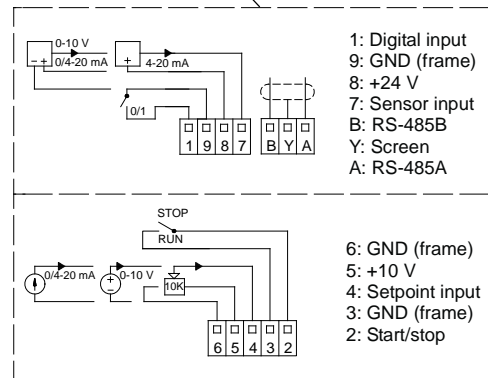 0-10 V
- +
0/4-20 mA
+
4-20 mA
0/1
1 9 8 7
B Y A
1: Digital input
9: GND (frame)
8: +24 V
7: Sensor input
B: RS-485B
Y: Screen
A: RS-485A
STOP
RUN
0/4-20 mA
0-10 V
+
-
10K
6 5 4 3 2
6: GND (frame)
5: +10 V
4: Setpoint input
3: GND (frame)
2: Start/stop